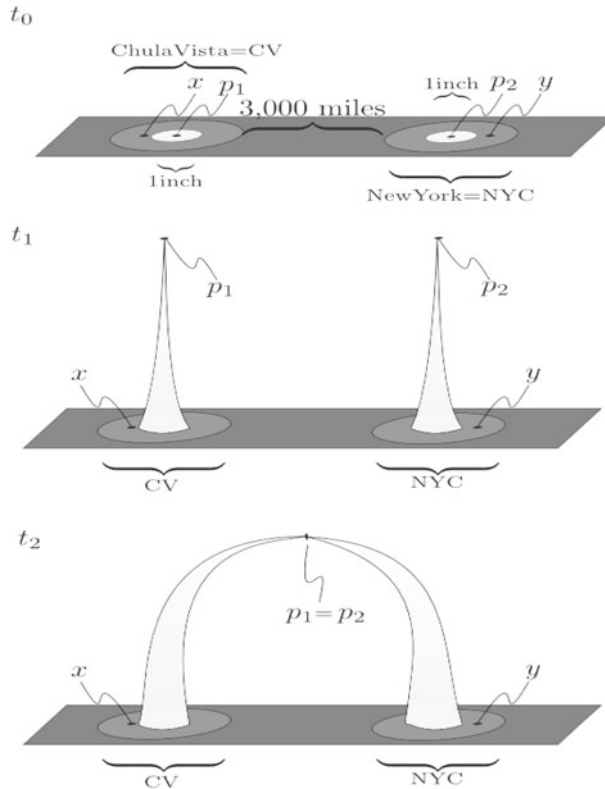 t₀
ChulaVista=CV
x p₁
3,000 miles
1inch
p₂ y
1inch
NewYork=NYC
t₁
p₁ p₂
x y
CV NYC
t₂
p₁=p₂
x y
CV NYC